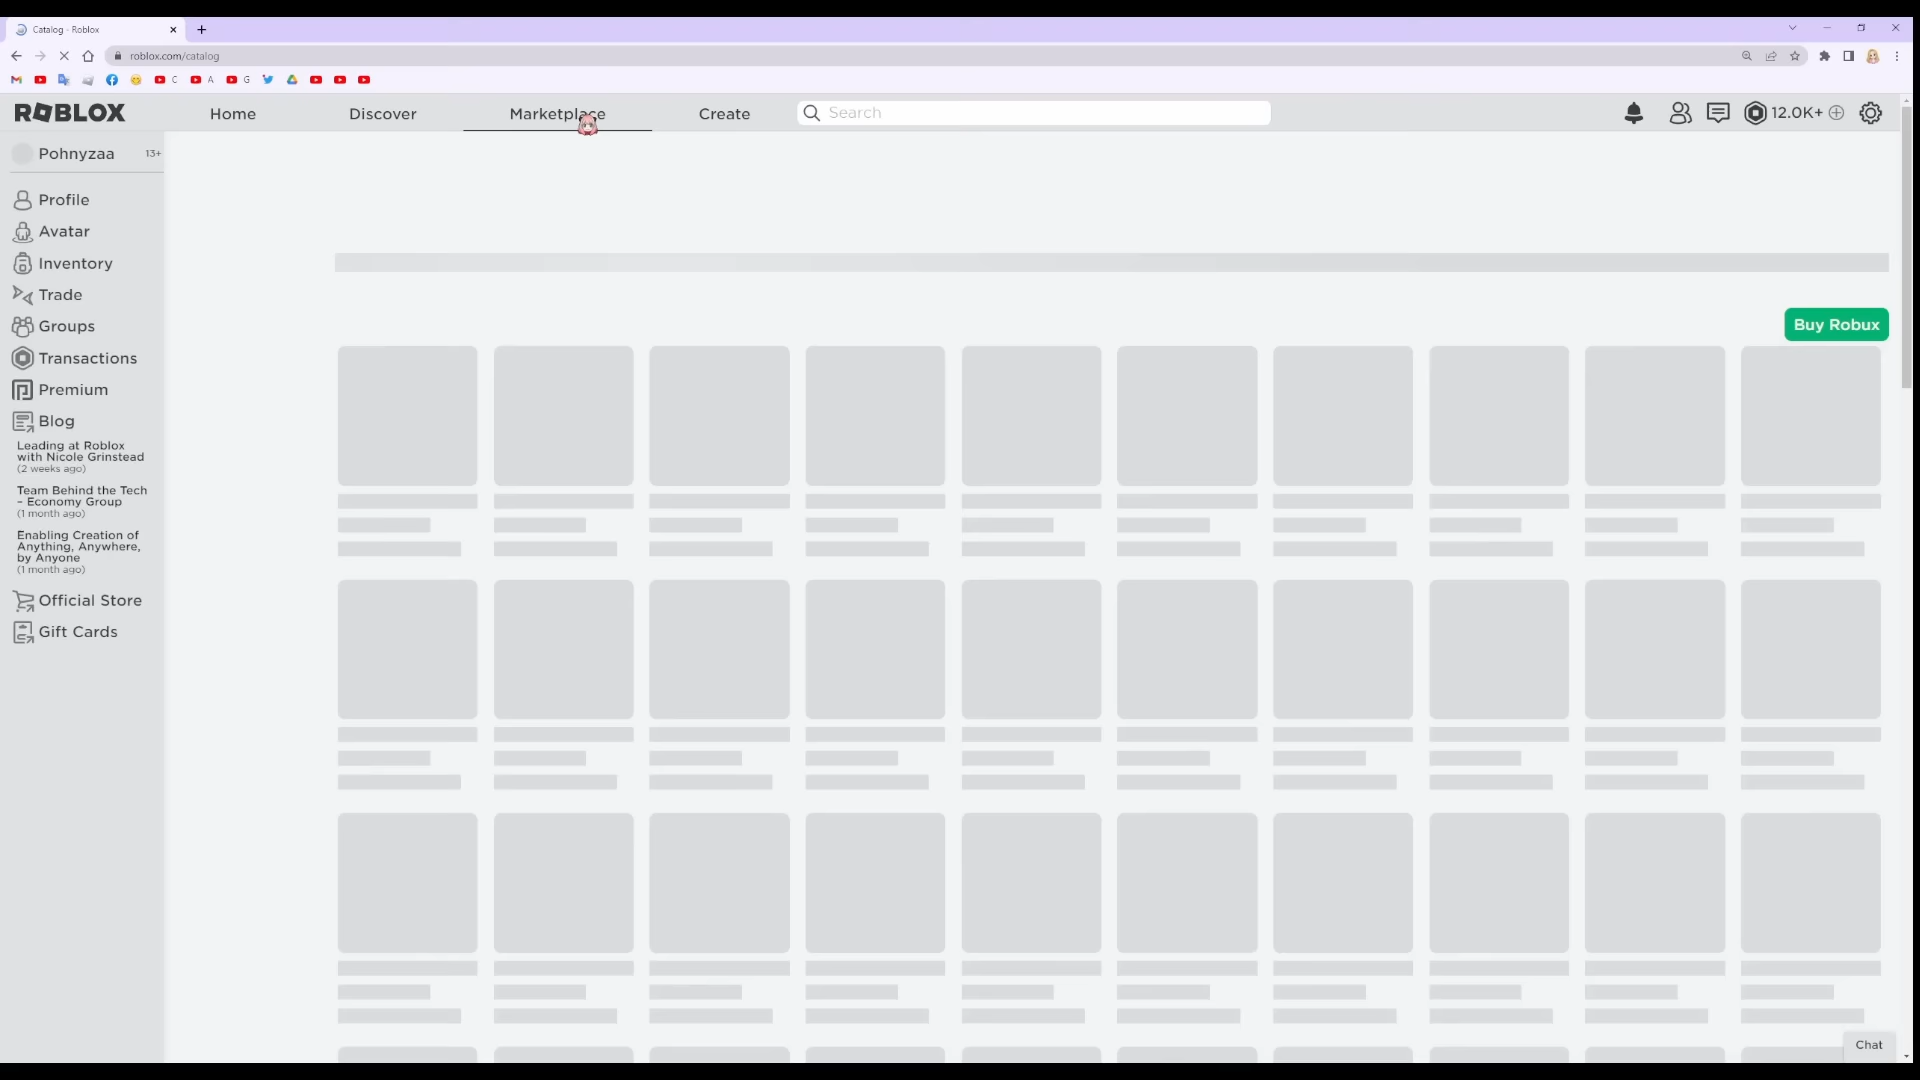 Catalog - Roblox
roblox.com/catalog
C
A
G
ROBLOX
Home
Discover
Marketplace
Create
Search
12.0K+
Pohnyzaa
13+
Profile
Avatar
Inventory
Trade
Groups
Transactions
Premium
Blog
Leading at Roblox
with Nicole Grinstead
(2 weeks ago)
Team Behind the Tech
– Economy Group
(1 month ago)
Enabling Creation of
Anything, Anywhere,
by Anyone
(1 month ago)
Official Store
Gift Cards
Buy Robux
Chat